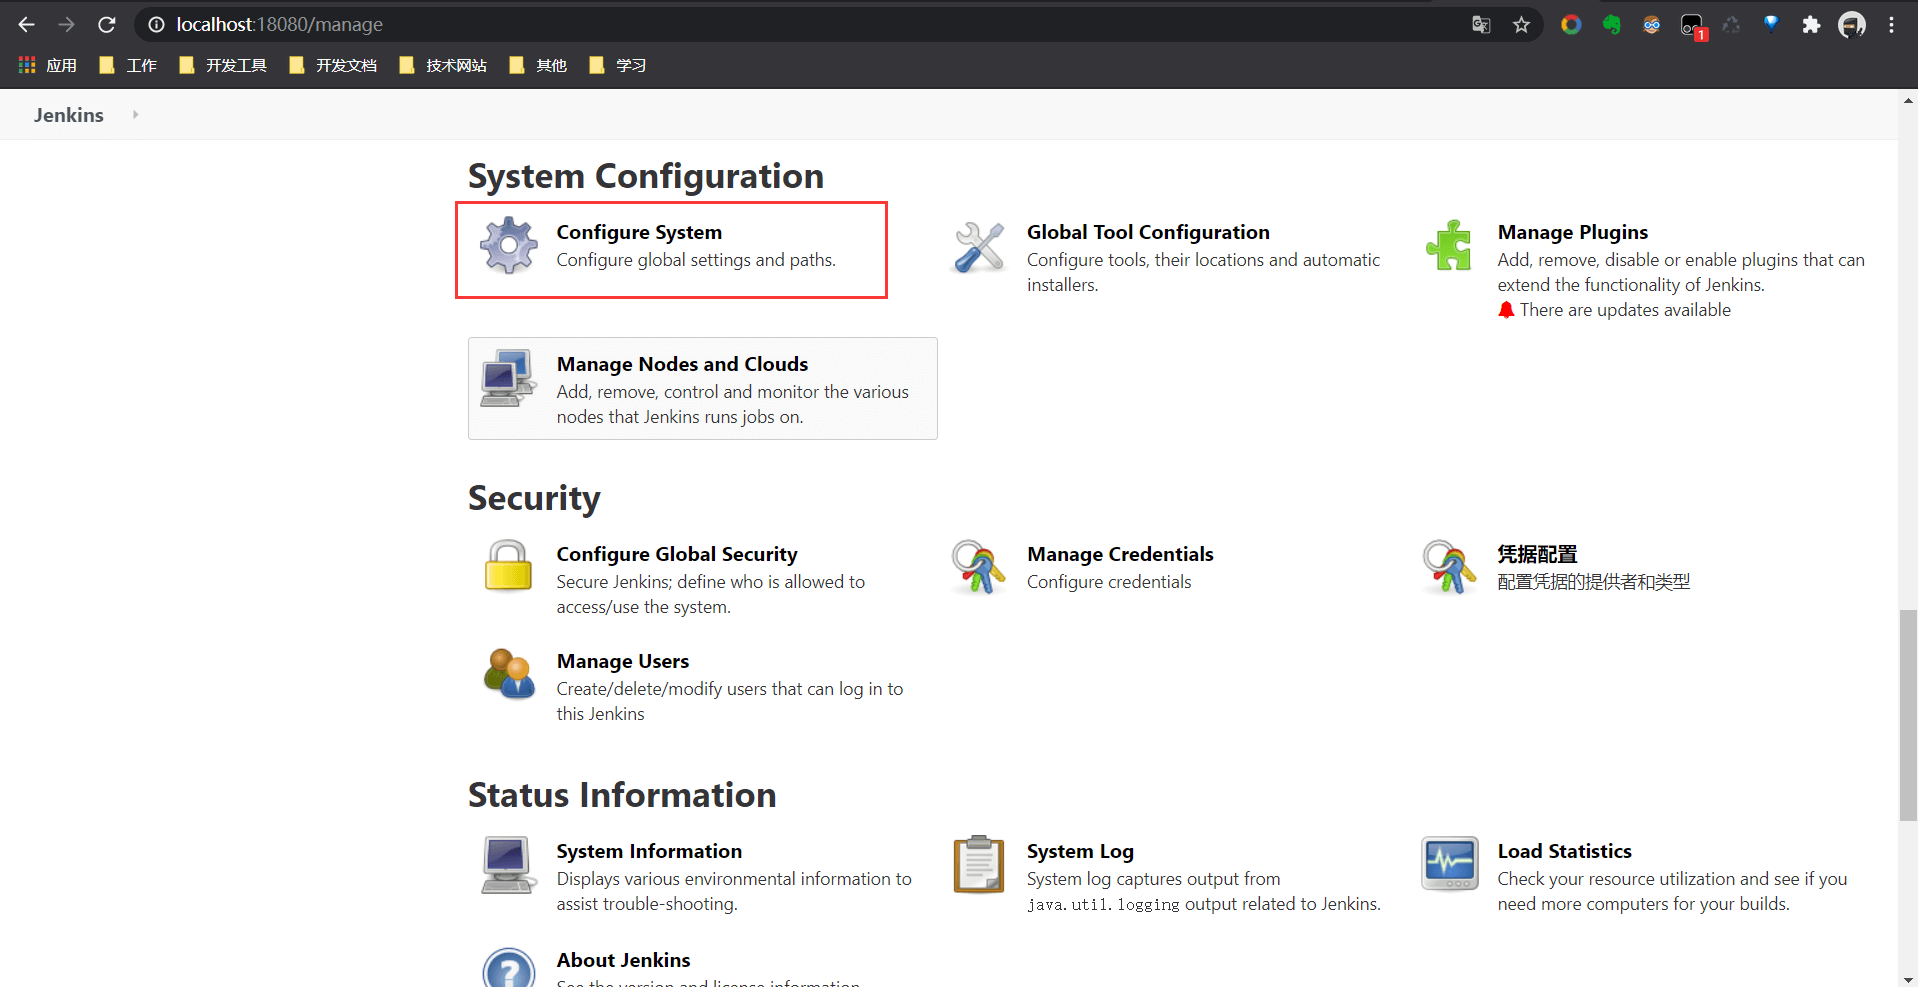 localhost:18080/manage
1
应用 工作 开发工具 开发文档 技术网站 其他 学习
Jenkins
System Configuration
Configure System
Configure global settings and paths.
Global Tool Configuration
Configure tools, their locations and automatic
installers.
Manage Plugins
Add, remove, disable or enable plugins that can
extend the functionality of Jenkins.
There are updates available
Manage Nodes and Clouds
Add, remove, control and monitor the various
nodes that Jenkins runs jobs on.
Security
Configure Global Security
Secure Jenkins; define who is allowed to
access/use the system.
Manage Credentials
Configure credentials
凭据配置
配置凭据的提供者和类型
Manage Users
Create/delete/modify users that can log in to
this Jenkins
Status Information
System Information
Displays various environmental information to
assist trouble-shooting.
System Log
System log captures output from
java.util.logging output related to Jenkins.
Load Statistics
Check your resource utilization and see if you
need more computers for your builds.
About Jenkins
See the version and license information